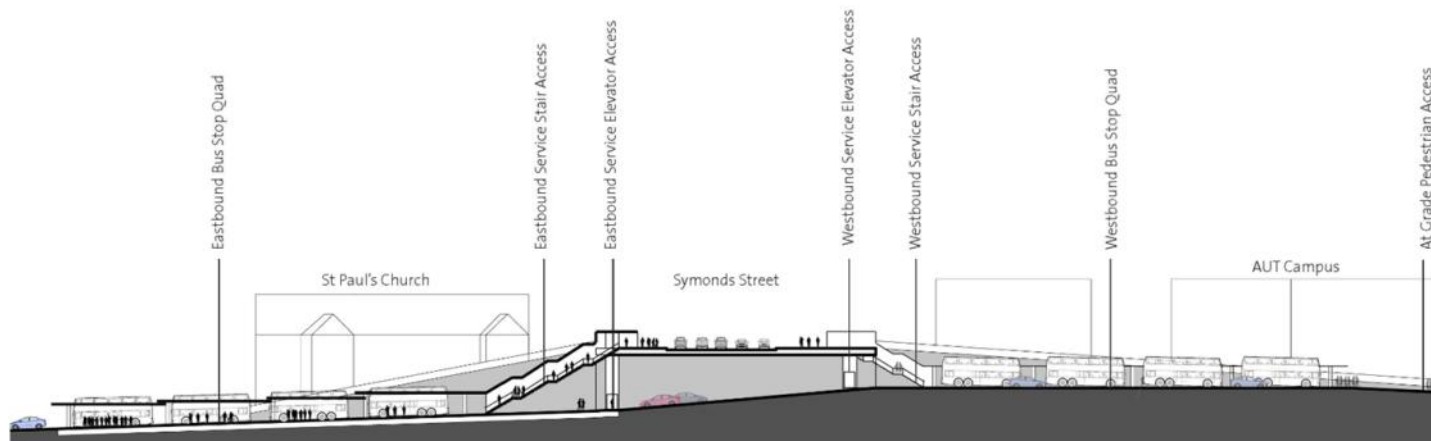 Eastbound Bus Stop Quad
Eastbound Service Stair Access
Eastbound Service Elevator Access
Westbound Service Elevator Access
Westbound Service Stair Access
Westbound Bus Stop Quad
At Grade Pedestrian Access
St Paul's Church
Symonds Street
AUT Campus